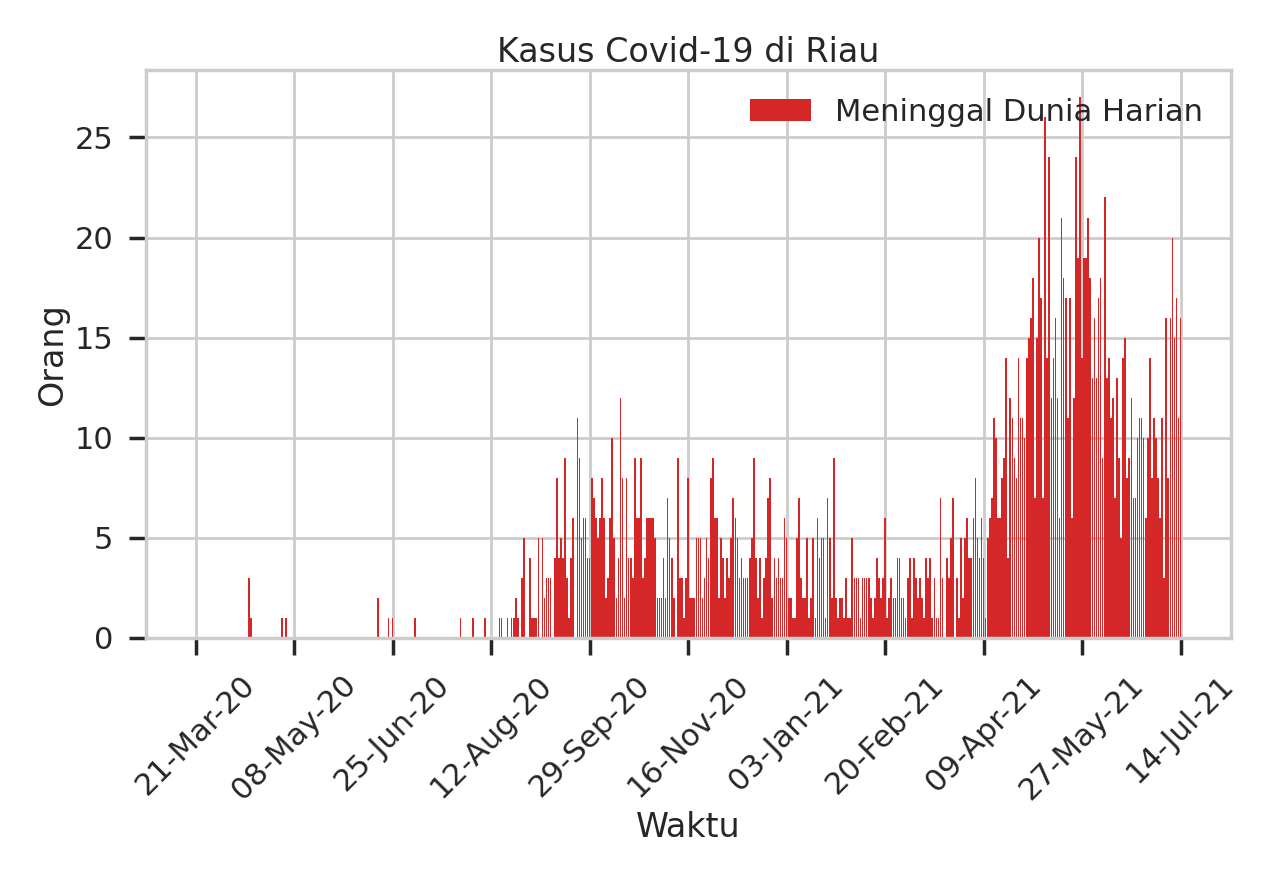 Kasus Covid-19 di Riau
Meninggal Dunia Harian
25
20
15
10
5
0
Orang
21-Mar-20
08-May-20
25-Jun-20
12-Aug-20
29-Sep-20
16-Nov-20
03-Jan-21
20-Feb-21
09-Apr-21
27-May-21
14-Jul-21
Waktu